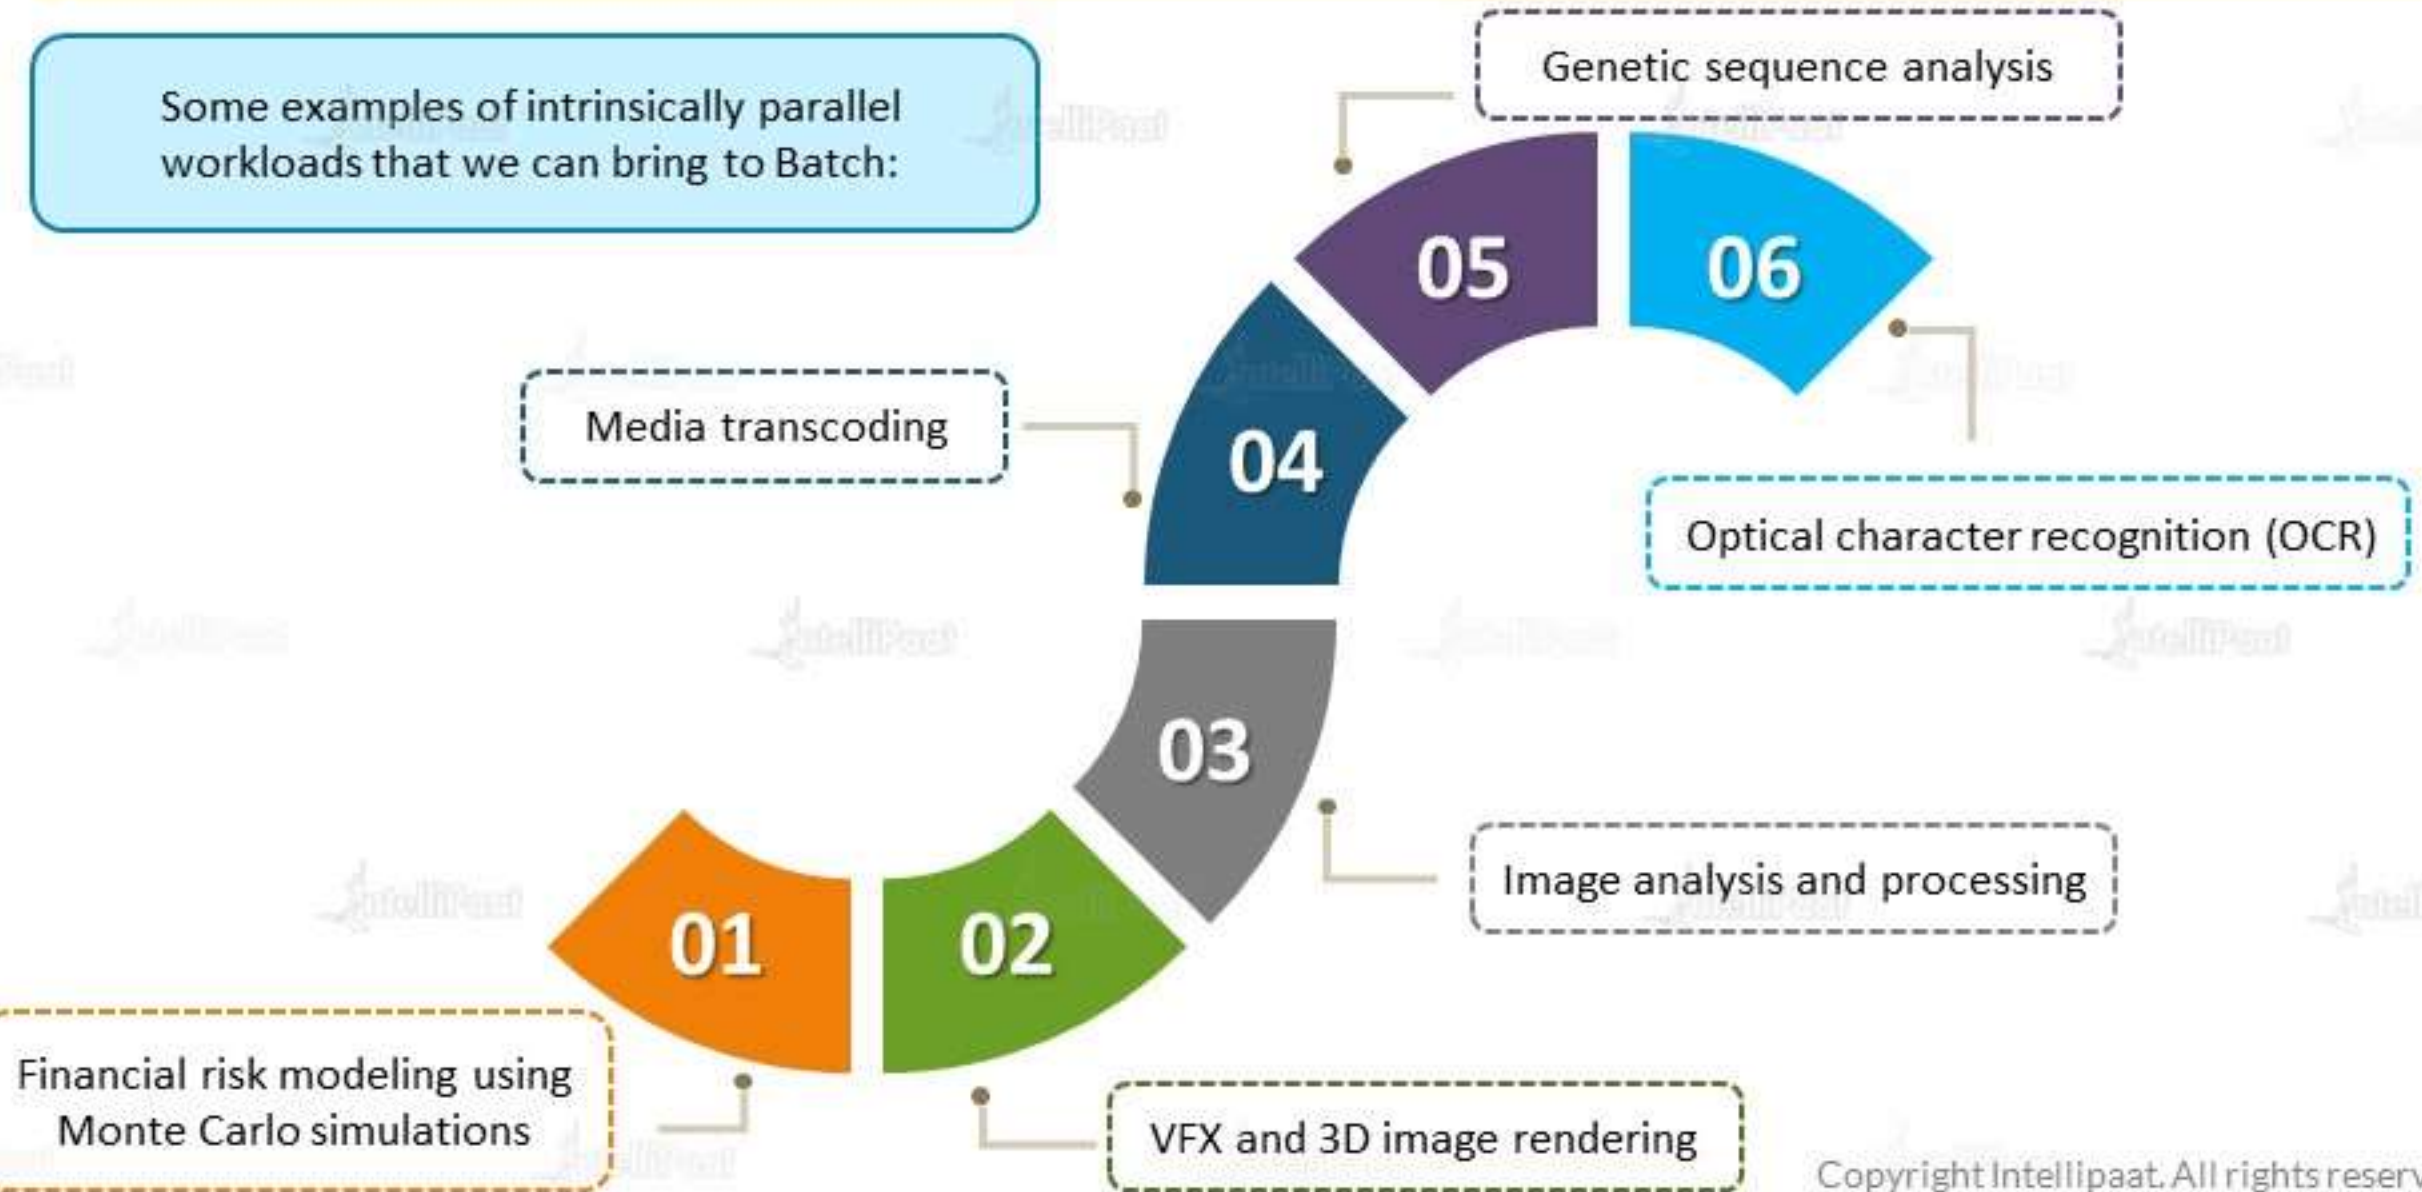 Some examples of intrinsically parallel
workloads that we can bring to Batch:
Genetic sequence analysis
05
06
Media transcoding
04
Optical character recognition (OCR)
03
Image analysis and processing
01
02
Financial risk modeling using
Monte Carlo simulations
VFX and 3D image rendering
Copyright Intellipaat. All rights reserv
IntelliPaat